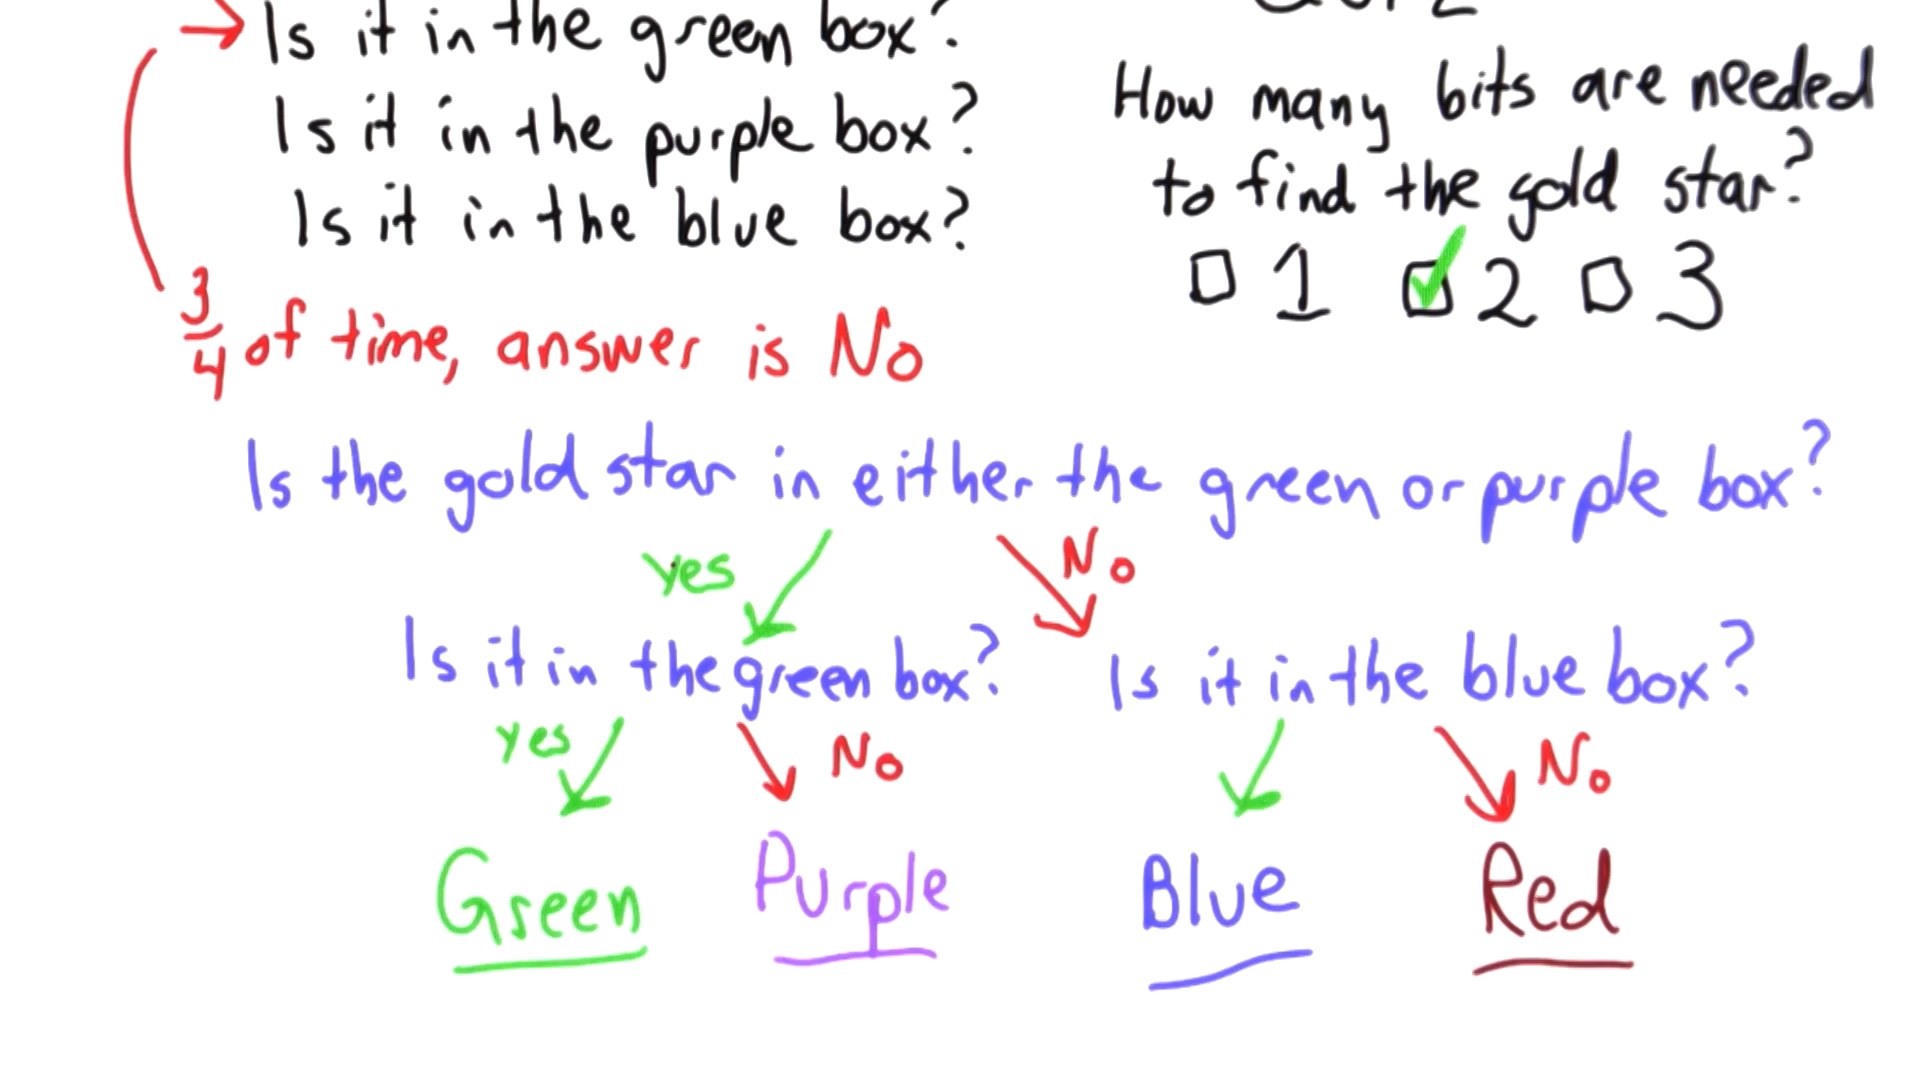 Is it in the green box?
Is it in the purple box?
Is it in the blue box?
3/4 of time, answer is No
How many bits are needed
to find the gold star?
1 2 3
Is the gold star in either the green or purple box?
yes No
Is it in the green box? Is it in the blue box?
yes No No
Green Purple Blue Red